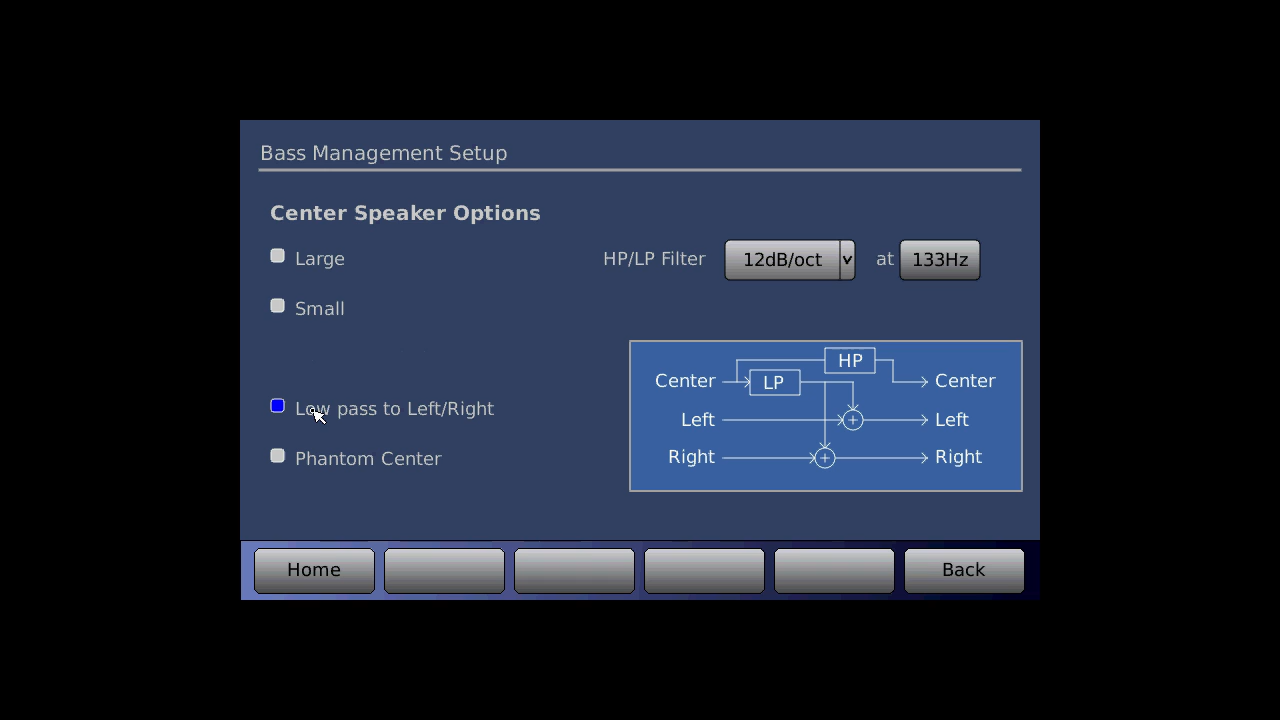 Bass Management Setup
Center Speaker Options
Large
HP/LP Filter 12dB/oct v at 133Hz
Small
Low pass to Left/Right
Phantom Center
HP
Center LP Center
Left + Left
Right + Right
Home Back